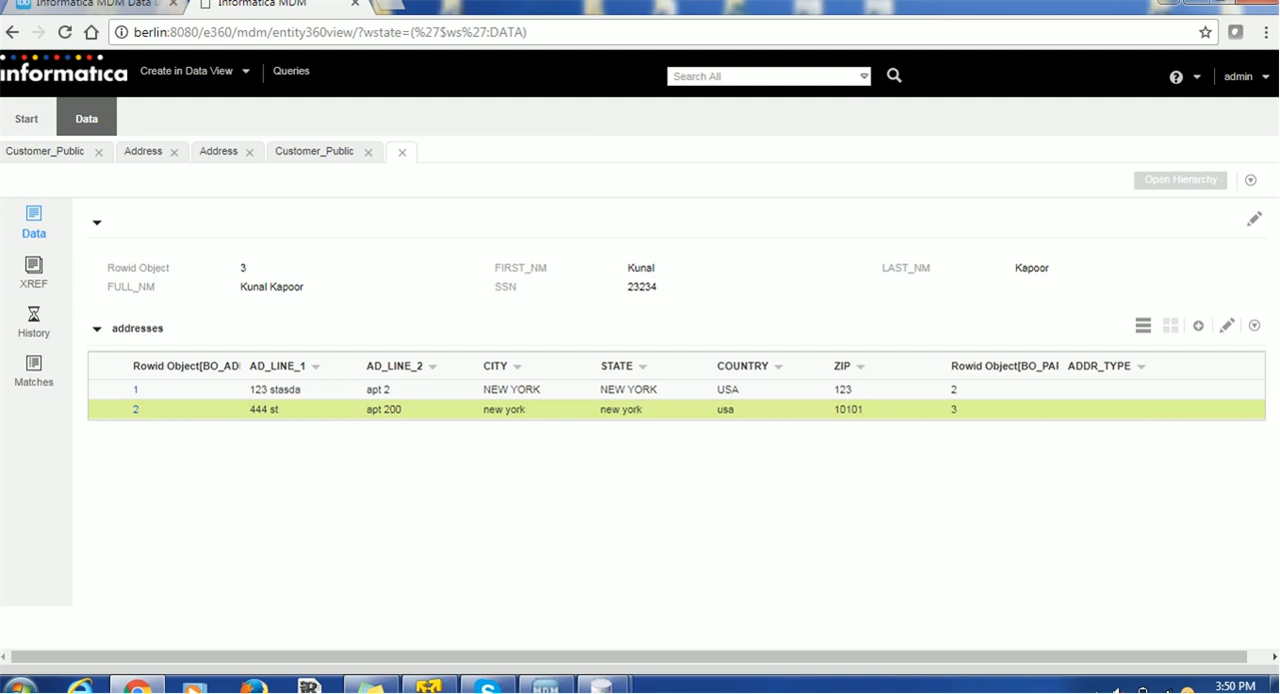 Informatica MDM Data
Informatica MDM
berlin:8080/e360/mdm/entity360view/?wstate=(%27$ws%27:DATA)
informatica Create in Data View Queries Search All admin
Start Data
Customer_Public Address Address Customer_Public
Open Hierarchy
Data
XREF
History
Matches
Rowid Object 3 FIRST_NM Kunal LAST_NM Kapoor
FULL_NM Kunal Kapoor SSN 23234
addresses
Rowid Object[BO_AD AD_LINE_1 AD_LINE_2 CITY STATE COUNTRY ZIP Rowid Object[BO_PAR ADDR_TYPE
1 123 stasda apt 2 NEW YORK NEW YORK USA 123 2
2 444 st apt 200 new york new york usa 10101 3
MDM
3:50 PM